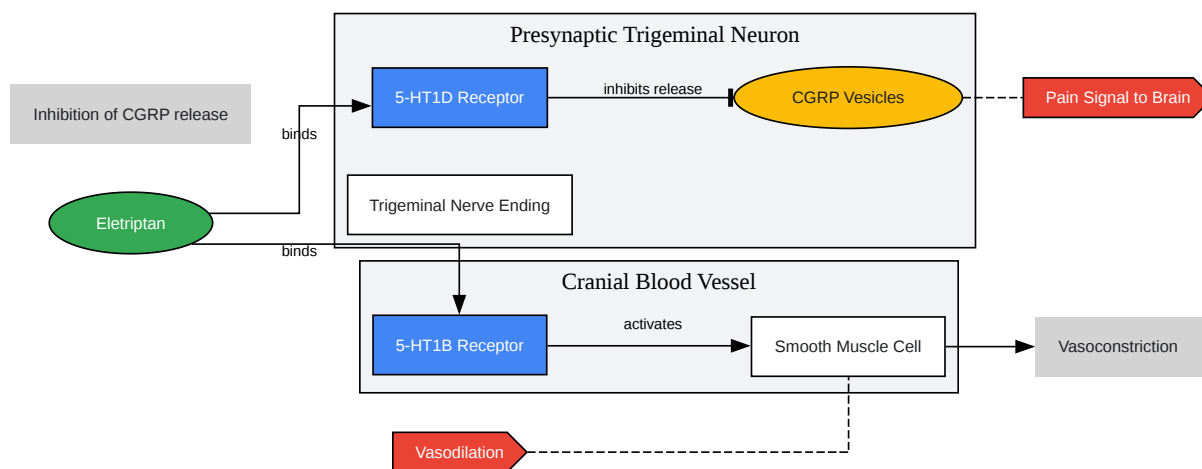 Presynaptic Trigeminal Neuron
5-HT1D Receptor
inhibits release
CGRP Vesicles
Pain Signal to Brain
Inhibition of CGRP release
binds
Trigeminal Nerve Ending
Eletriptan
binds
Cranial Blood Vessel
5-HT1B Receptor
activates
Smooth Muscle Cell
Vasoconstriction
Vasodilation